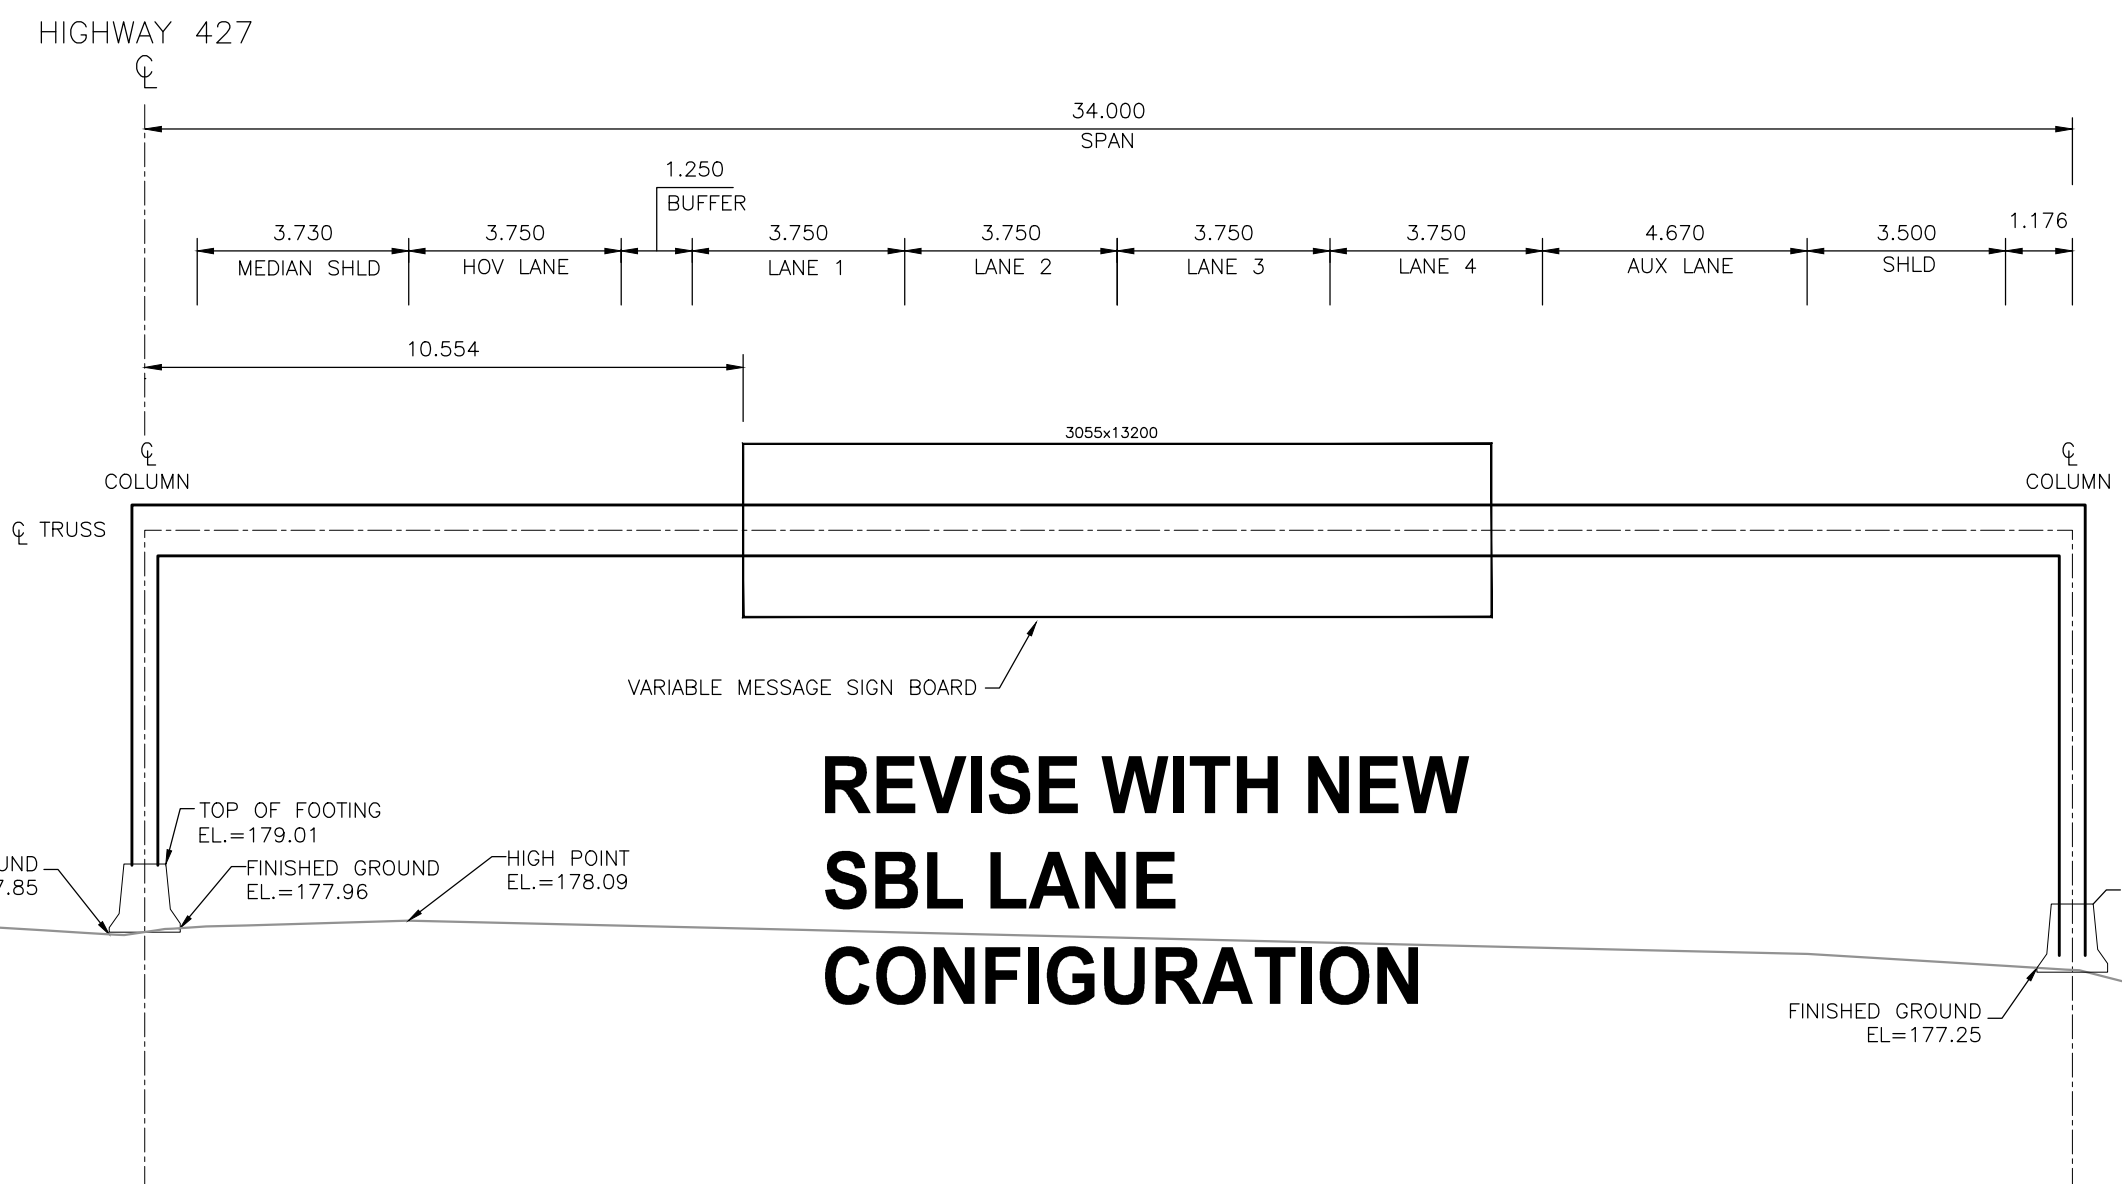 HIGHWAY 427
CL
34.000
SPAN
1.250
BUFFER
3.730
3.750
3.750
3.750
3.750
3.750
4.670
3.500
1.176
MEDIAN SHLD
HOV LANE
LANE 1
LANE 2
LANE 3
LANE 4
AUX LANE
SHLD
10.554
3055x13200
CL
COLUMN
CL
COLUMN
CL TRUSS
VARIABLE MESSAGE SIGN BOARD
REVISE WITH NEW
SBL LANE
CONFIGURATION
TOP OF FOOTING
EL.=179.01
UND
7.85
FINISHED GROUND
EL.=177.96
HIGH POINT
EL.=178.09
FINISHED GROUND
EL=177.25